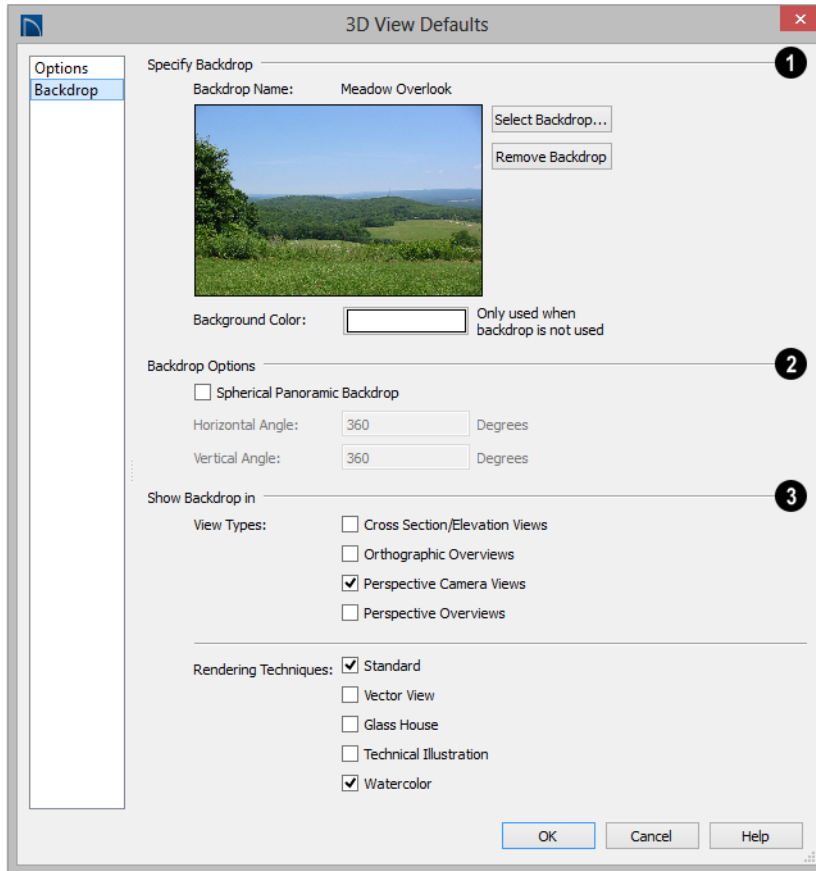 3D View Defaults
Options
Backdrop
Specify Backdrop
1
Backdrop Name: Meadow Overlook
Select Backdrop...
Remove Backdrop
Background Color: Only used when
backdrop is not used
Backdrop Options
2
Spherical Panoramic Backdrop
Horizontal Angle: 360 Degrees
Vertical Angle: 360 Degrees
Show Backdrop in
3
View Types: Cross Section/Elevation Views
Orthographic Overviews
Perspective Camera Views
Perspective Overviews
Rendering Techniques: Standard
Vector View
Glass House
Technical Illustration
Watercolor
OK Cancel Help